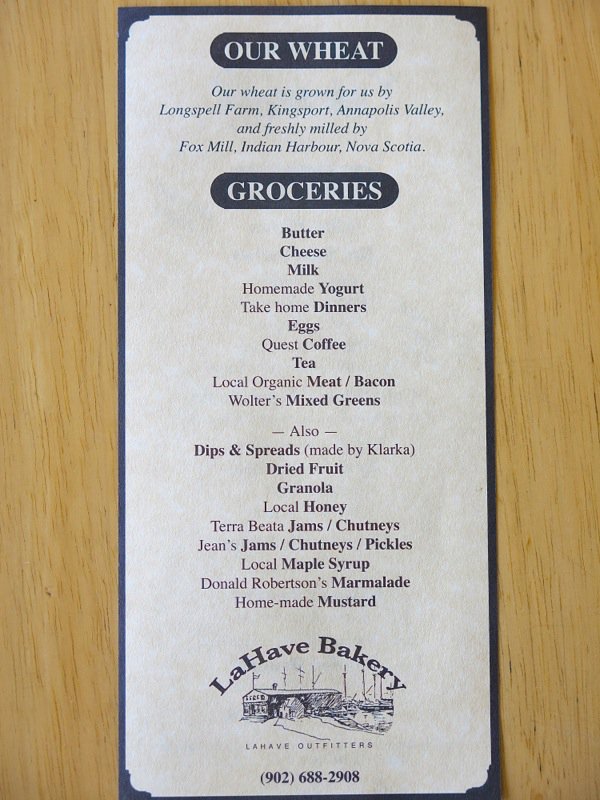 OUR WHEAT
Our wheat is grown for us by
Longspell Farm, Kingsport, Annapolis Valley,
and freshly milled by
Fox Mill, Indian Harbour, Nova Scotia.
GROCERIES
Butter
Cheese
Milk
Homemade Yogurt
Take home Dinners
Eggs
Quest Coffee
Tea
Local Organic Meat / Bacon
Wolter's Mixed Greens
— Also —
Dips & Spreads (made by Klarka)
Dried Fruit
Granola
Local Honey
Terra Beata Jams / Chutneys
Jean's Jams / Chutneys / Pickles
Local Maple Syrup
Donald Robertson's Marmalade
Home-made Mustard
LaHave Bakery
LAHAVE OUTFITTERS
(902) 688-2908